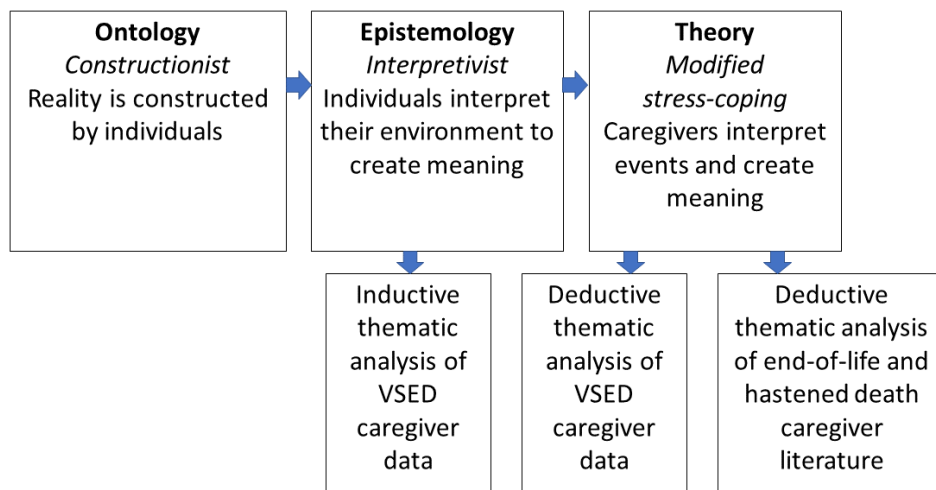 Ontology
Constructionist
Reality is constructed
by individuals
Epistemology
Interpretivist
Individuals interpret
their environment to
create meaning
Theory
Modified
stress-coping
Caregivers interpret
events and create
meaning
Inductive
thematic
analysis of
VSED
caregiver
data
Deductive
thematic
analysis of
VSED
caregiver
data
Deductive
thematic analysis
of end-of-life and
hastened death
caregiver
literature